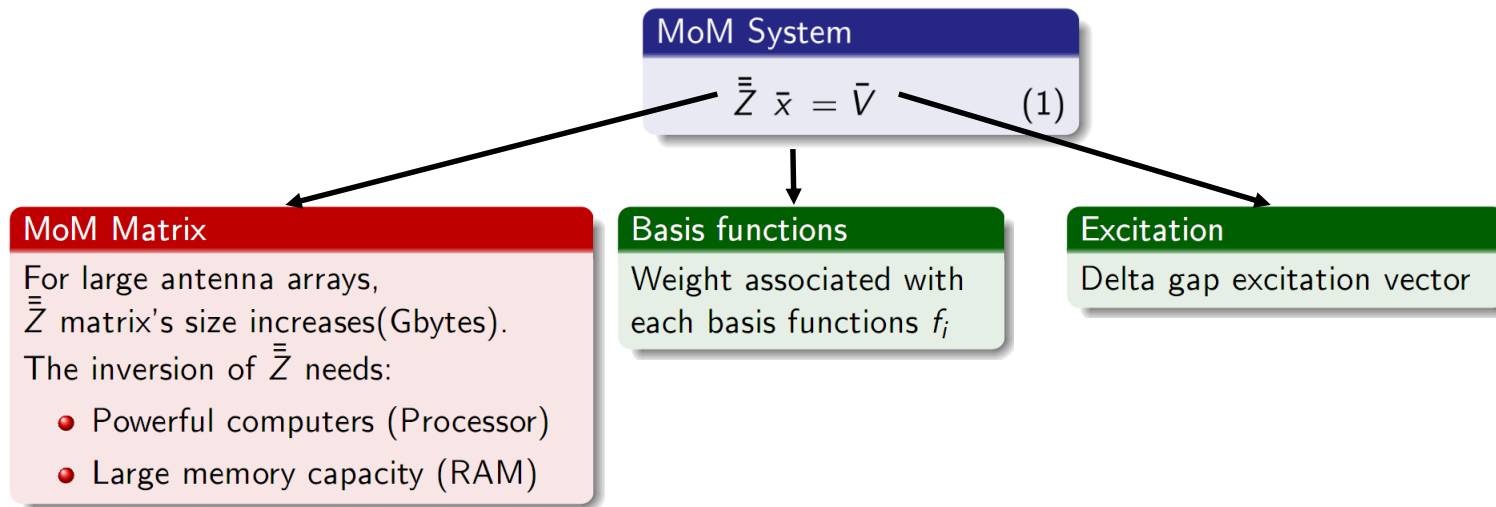 MoM System
Z̿̿ x̄ = V̄ (1)
MoM Matrix
For large antenna arrays,
Z̿̿ matrix's size increases(Gbytes).
The inversion of Z̿̿ needs:
Powerful computers (Processor)
Large memory capacity (RAM)
Basis functions
Weight associated with
each basis functions fᵢ
Excitation
Delta gap excitation vector